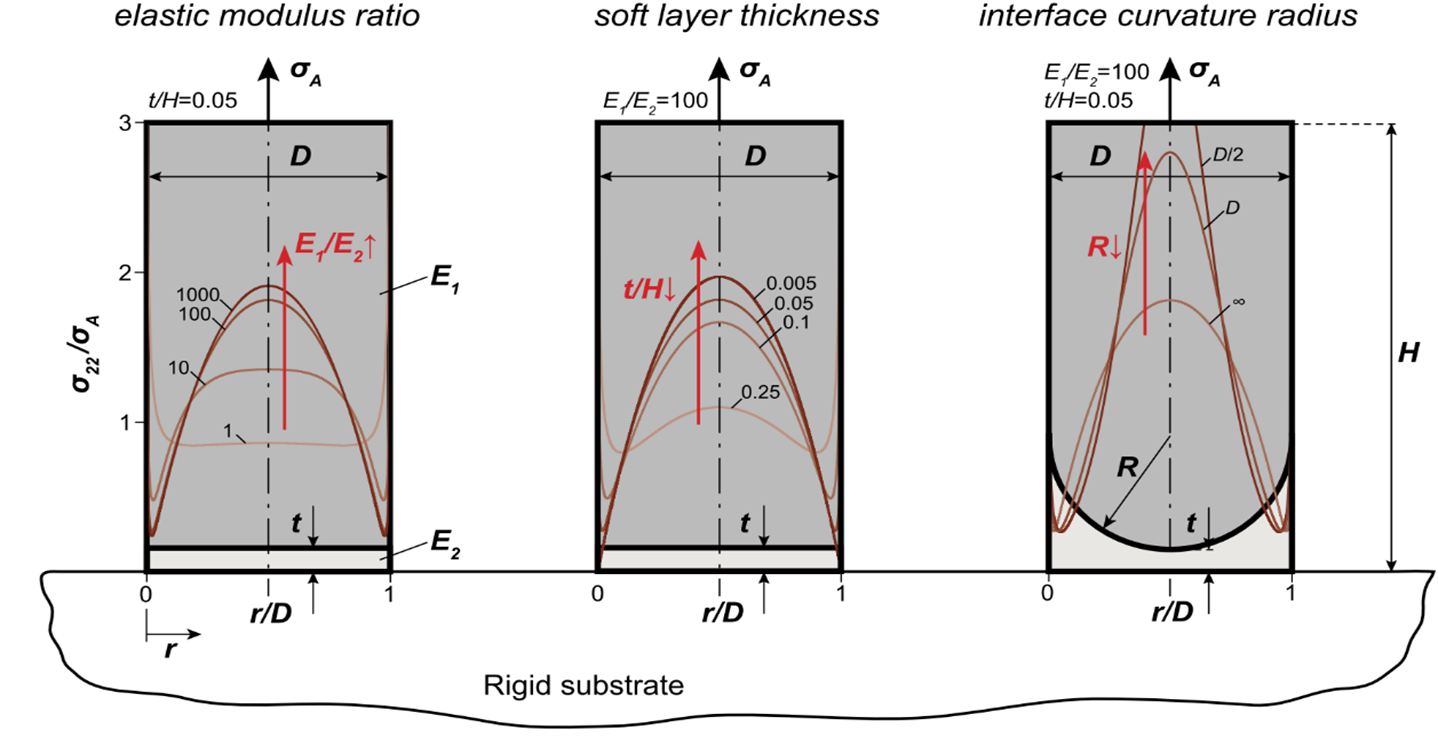 elastic modulus ratio
soft layer thickness
interface curvature radius
t/H=0.05
σA
E1/E2=100
σA
E1/E2=100
t/H=0.05
σA
3
2
1
σ22/σA
D
E1/E2↑
1000
100
10
1
E1
t
E2
0
1
r/D
r
D
t/H↓
0.005
0.05
0.1
0.25
t
0
1
r/D
D
D/2
D
R↓
∞
R
t
H
0
1
r/D
Rigid substrate